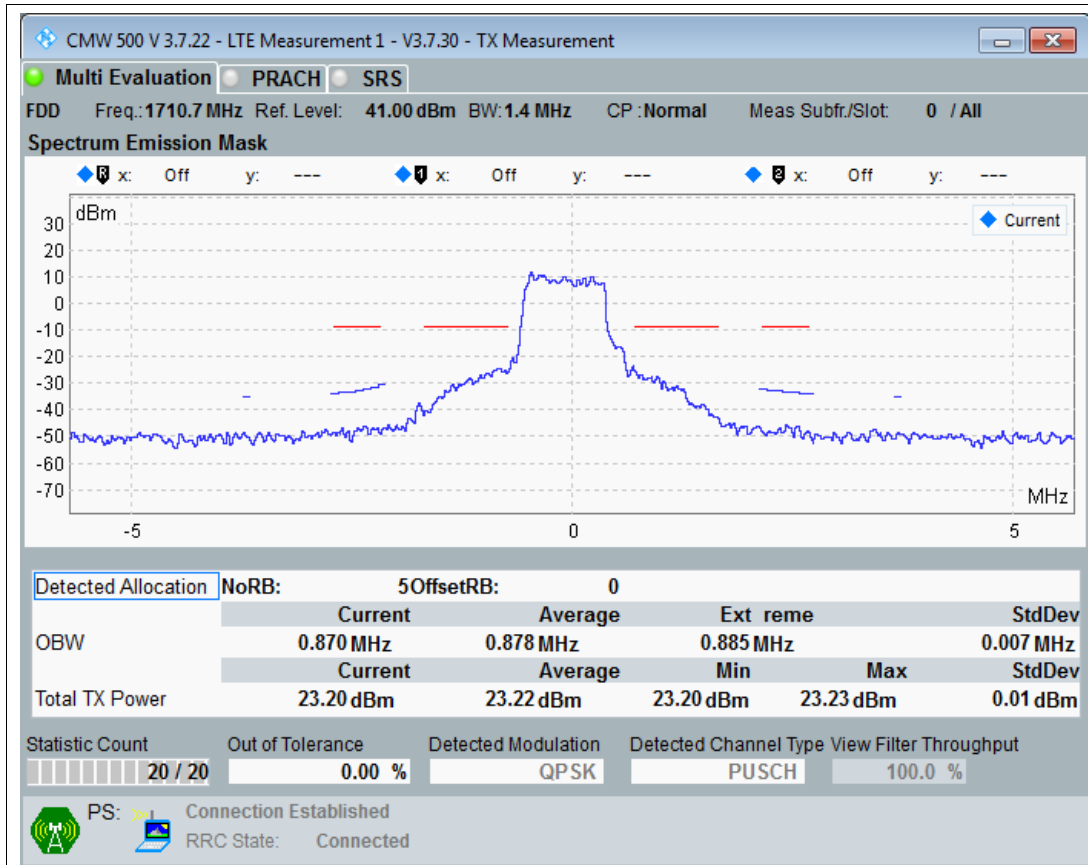 CMW 500 V 3.7.22 - LTE Measurement 1 - V3.7.30 - TX Measurement
Multi Evaluation PRACH SRS
FDD Freq.: 1710.7 MHz Ref. Level: 41.00 dBm BW: 1.4 MHz CP : Normal Meas Subfr./Slot: 0 / All
Spectrum Emission Mask
R x: Off y: --- 1 x: Off y: --- 2 x: Off y: ---
dBm
Current
30
20
10
0
-10
-20
-30
-40
-50
-60
-70
MHz
-5 0 5
Detected Allocation NoRB: 5 OffsetRB: 0
Current Average Ext reme StdDev
OBW 0.870 MHz 0.878 MHz 0.885 MHz 0.007 MHz
Current Average Min Max StdDev
Total TX Power 23.20 dBm 23.22 dBm 23.20 dBm 23.23 dBm 0.01 dBm
Statistic Count Out of Tolerance Detected Modulation Detected Channel Type View Filter Throughput
20 / 20 0.00 % QPSK PUSCH 100.0 %
PS: Connection Established
RRC State: Connected